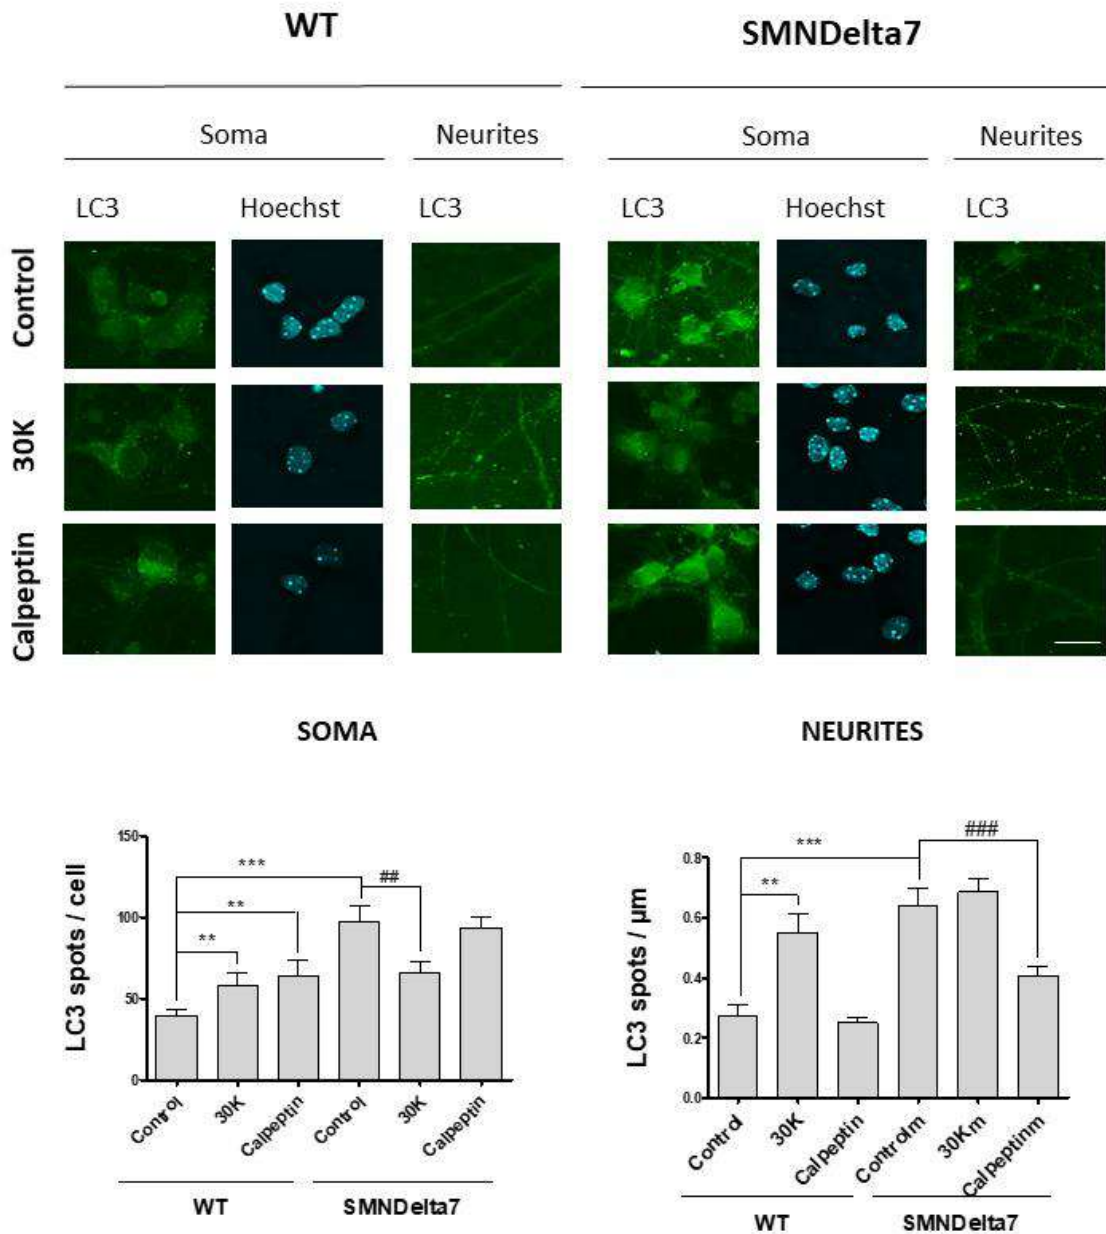 WT SMNDelta7
Soma Neurites Soma Neurites
LC3 Hoechst LC3 LC3 Hoechst LC3
Control
30K
Calpeptin
SOMA NEURITES
LC3 spots / cell
150
100
50
0
***
##
**
**
Control 30K Calpeptin Control 30K Calpeptin
WT SMNDelta7
LC3 spots / µm
0.8
0.6
0.4
0.2
0.0
###
***
**
Control 30K Calpeptin Controlm 30Km Calpeptinm
WT SMNDelta7